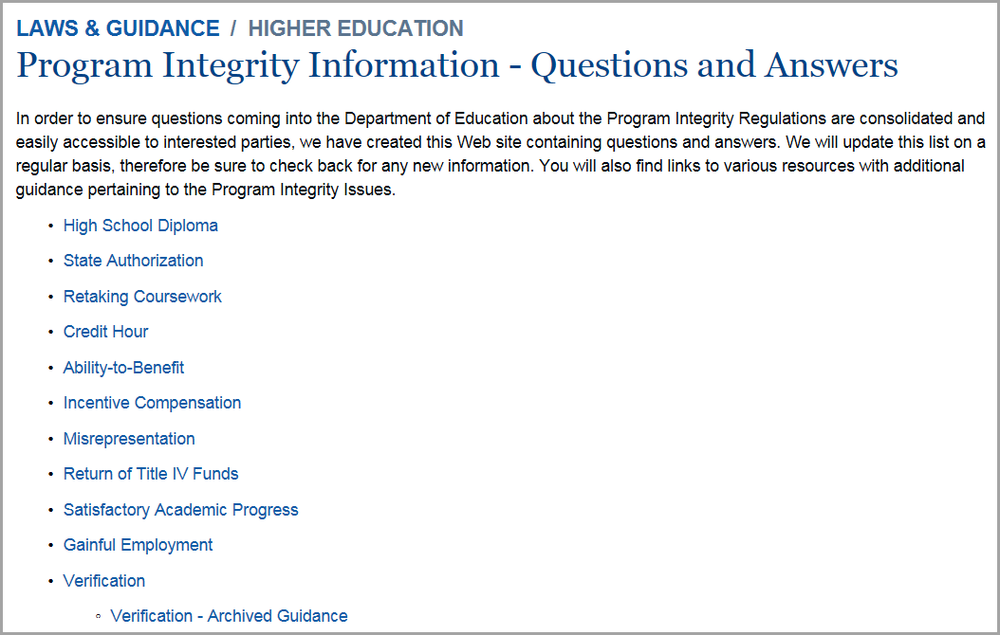 LAWS & GUIDANCE / HIGHER EDUCATION
Program Integrity Information - Questions and Answers
In order to ensure questions coming into the Department of Education about the Program Integrity Regulations are consolidated and
easily accessible to interested parties, we have created this Web site containing questions and answers. We will update this list on a
regular basis, therefore be sure to check back for any new information. You will also find links to various resources with additional
guidance pertaining to the Program Integrity Issues.
• High School Diploma
• State Authorization
• Retaking Coursework
• Credit Hour
• Ability-to-Benefit
• Incentive Compensation
• Misrepresentation
• Return of Title IV Funds
• Satisfactory Academic Progress
• Gainful Employment
• Verification
◦ Verification - Archived Guidance